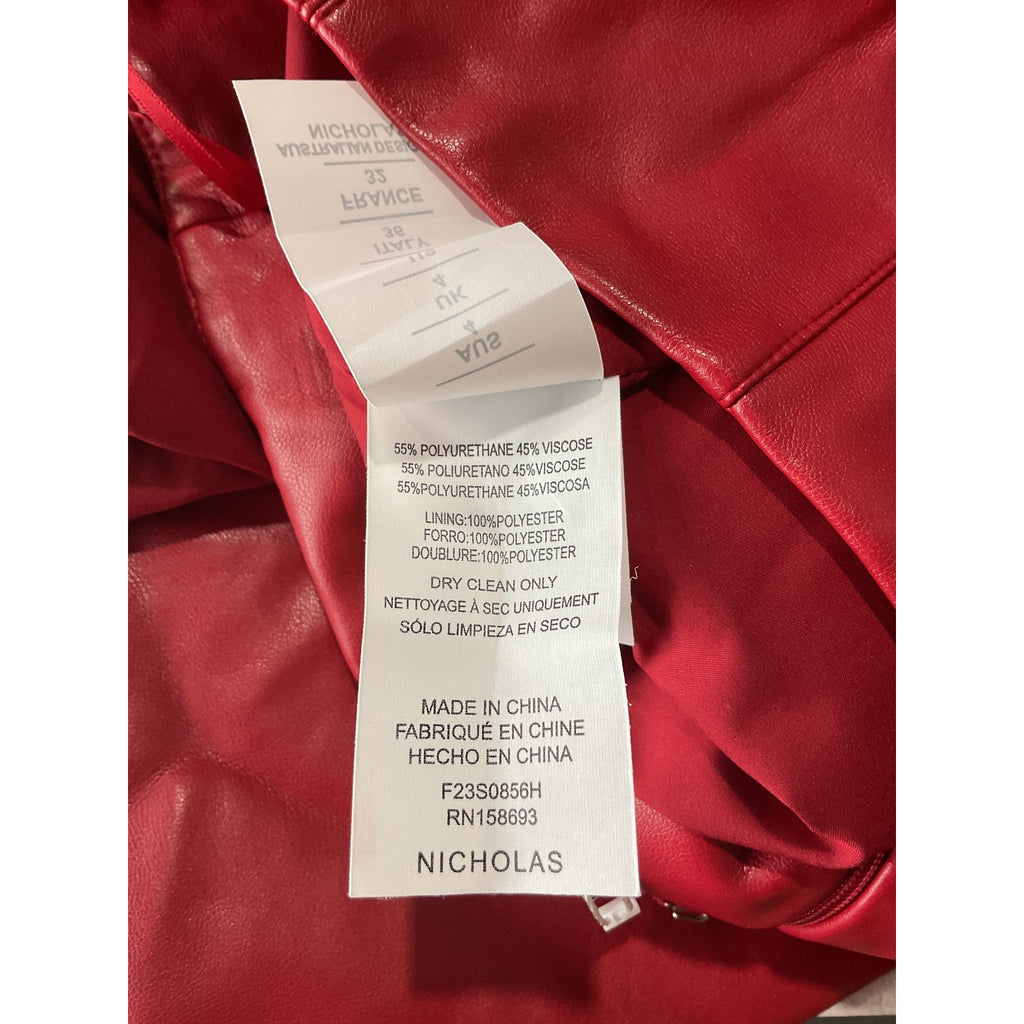 AUS
4
UK
4
US
ITALY
36
FRANCE
32
AUSTRALIAN DESIG
NICHOLAS
55% POLYURETHANE 45% VISCOSE
55% POLIURETANO 45%VISCOSE
55%POLYURETHANE 45%VISCOSA
LINING:100%POLYESTER
FORRO:100%POLYESTER
DOUBLURE:100%POLYESTER
DRY CLEAN ONLY
NETTOYAGE À SEC UNIQUEMENT
SÓLO LIMPIEZA EN SECO
MADE IN CHINA
FABRIQUÉ EN CHINE
HECHO EN CHINA
F23S0856H
RN158693
NICHOLAS